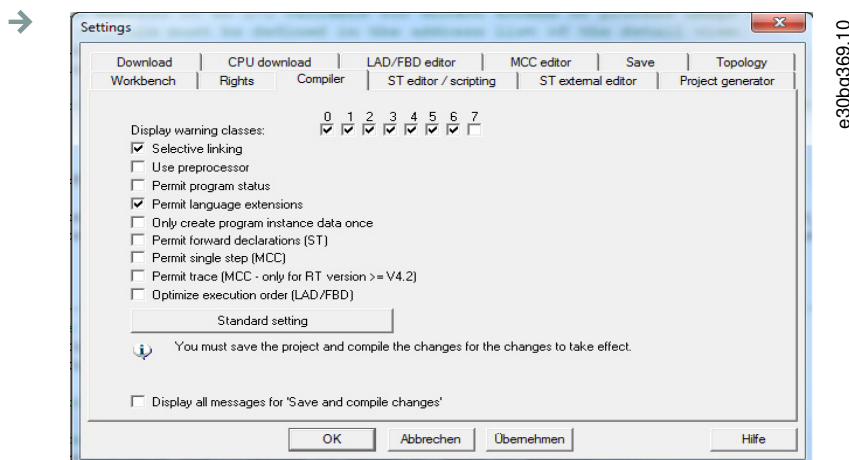 Settings
Download CPU download LAD/FBD editor MCC editor Save Topology
Workbench Rights Compiler ST editor / scripting ST external editor Project generator
0 1 2 3 4 5 6 7
Display warning classes:
Selective linking
Use preprocessor
Permit program status
Permit language extensions
Only create program instance data once
Permit forward declarations (ST)
Permit single step (MCC)
Permit trace (MCC - only for RT version >= V4.2)
Optimize execution order (LAD/FBD)
Standard setting
You must save the project and compile the changes for the changes to take effect.
Display all messages for 'Save and compile changes'
OK Abbrechen Übernehmen Hilfe
e30bg369.10